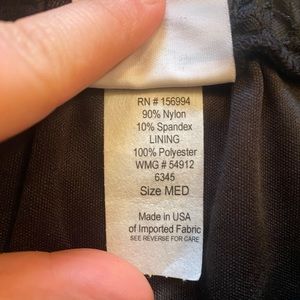 RN # 156994
90% Nylon
10% Spandex
LINING
100% Polyester
WMG # 54912
6345
Size MED
Made in USA
of Imported Fabric
SEE REVERSE FOR CARE